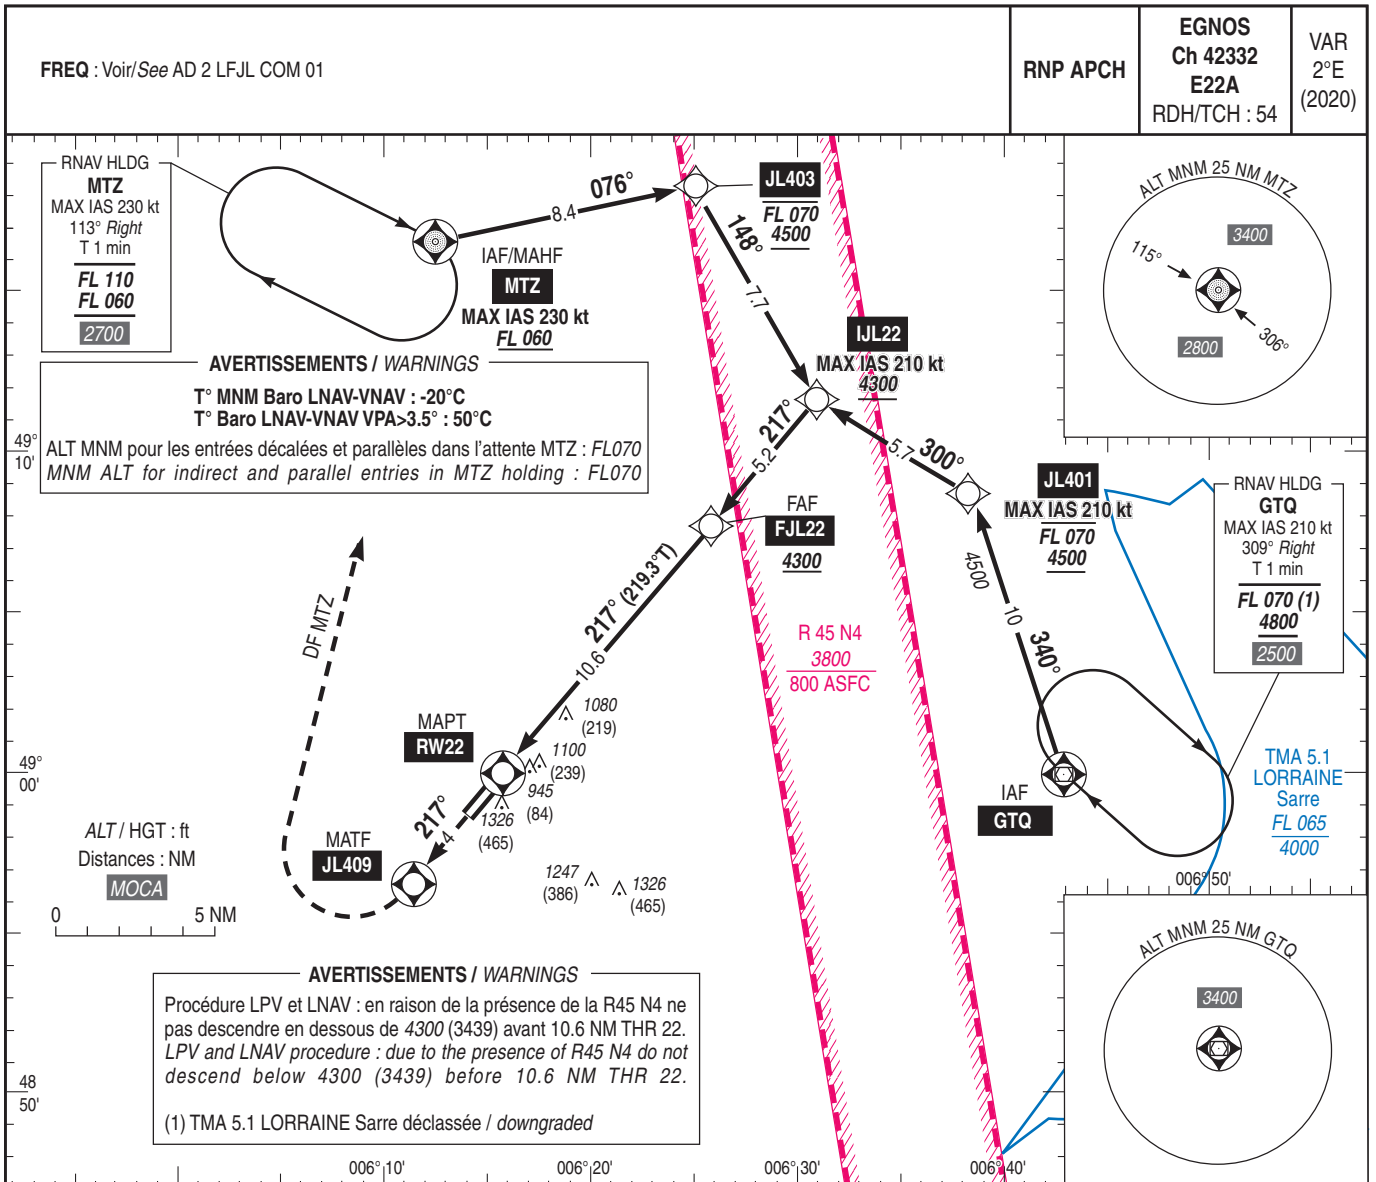 FREQ : Voir/See AD 2 LFJL COM 01
RNP APCH
EGNOS
Ch 42332
E22A
RDH/TCH : 54
VAR
2°E
(2020)
RNAV HLDG
MTZ
MAX IAS 230 kt
113° Right
T 1 min
FL 110
FL 060
2700
IAF/MAHF
MTZ
MAX IAS 230 kt
FL 060
076°
8.4
JL403
FL 070
4500
148°
7.7
IJL22
MAX IAS 210 kt
4300
ALT MNM 25 NM MTZ
3400
115°
306°
2800
AVERTISSEMENTS / WARNINGS
T° MNM Baro LNAV-VNAV : -20°C
T° Baro LNAV-VNAV VPA>3.5° : 50°C
ALT MNM pour les entrées décalées et parallèles dans l'attente MTZ : FL070
MNM ALT for indirect and parallel entries in MTZ holding : FL070
49°
10'
217°
5.2
5.7
300°
JL401
MAX IAS 210 kt
FL 070
4500
RNAV HLDG
GTQ
MAX IAS 210 kt
309° Right
T 1 min
FL 070 (1)
4800
2500
FAF
FJL22
4300
4500
10
340°
DF MTZ
217° (219.3°T)
10.6
R 45 N4
3800
800 ASFC
1080
(219)
1100
(239)
945
(84)
1326
(465)
MAPT
RW22
49°
00'
217°
4
MATF
JL409
IAF
GTQ
TMA 5.1
LORRAINE
Sarre
FL 065
4000
ALT / HGT : ft
Distances : NM
MOCA
0 5 NM
1247
(386)
1326
(465)
006°50'
ALT MNM 25 NM GTQ
3400
AVERTISSEMENTS / WARNINGS
Procédure LPV et LNAV : en raison de la présence de la R45 N4 ne
pas descendre en dessous de 4300 (3439) avant 10.6 NM THR 22.
LPV and LNAV procedure : due to the presence of R45 N4 do not
descend below 4300 (3439) before 10.6 NM THR 22.
(1) TMA 5.1 LORRAINE Sarre déclassée / downgraded
48
50'
006°10'
006°20'
006°30'
006°40'